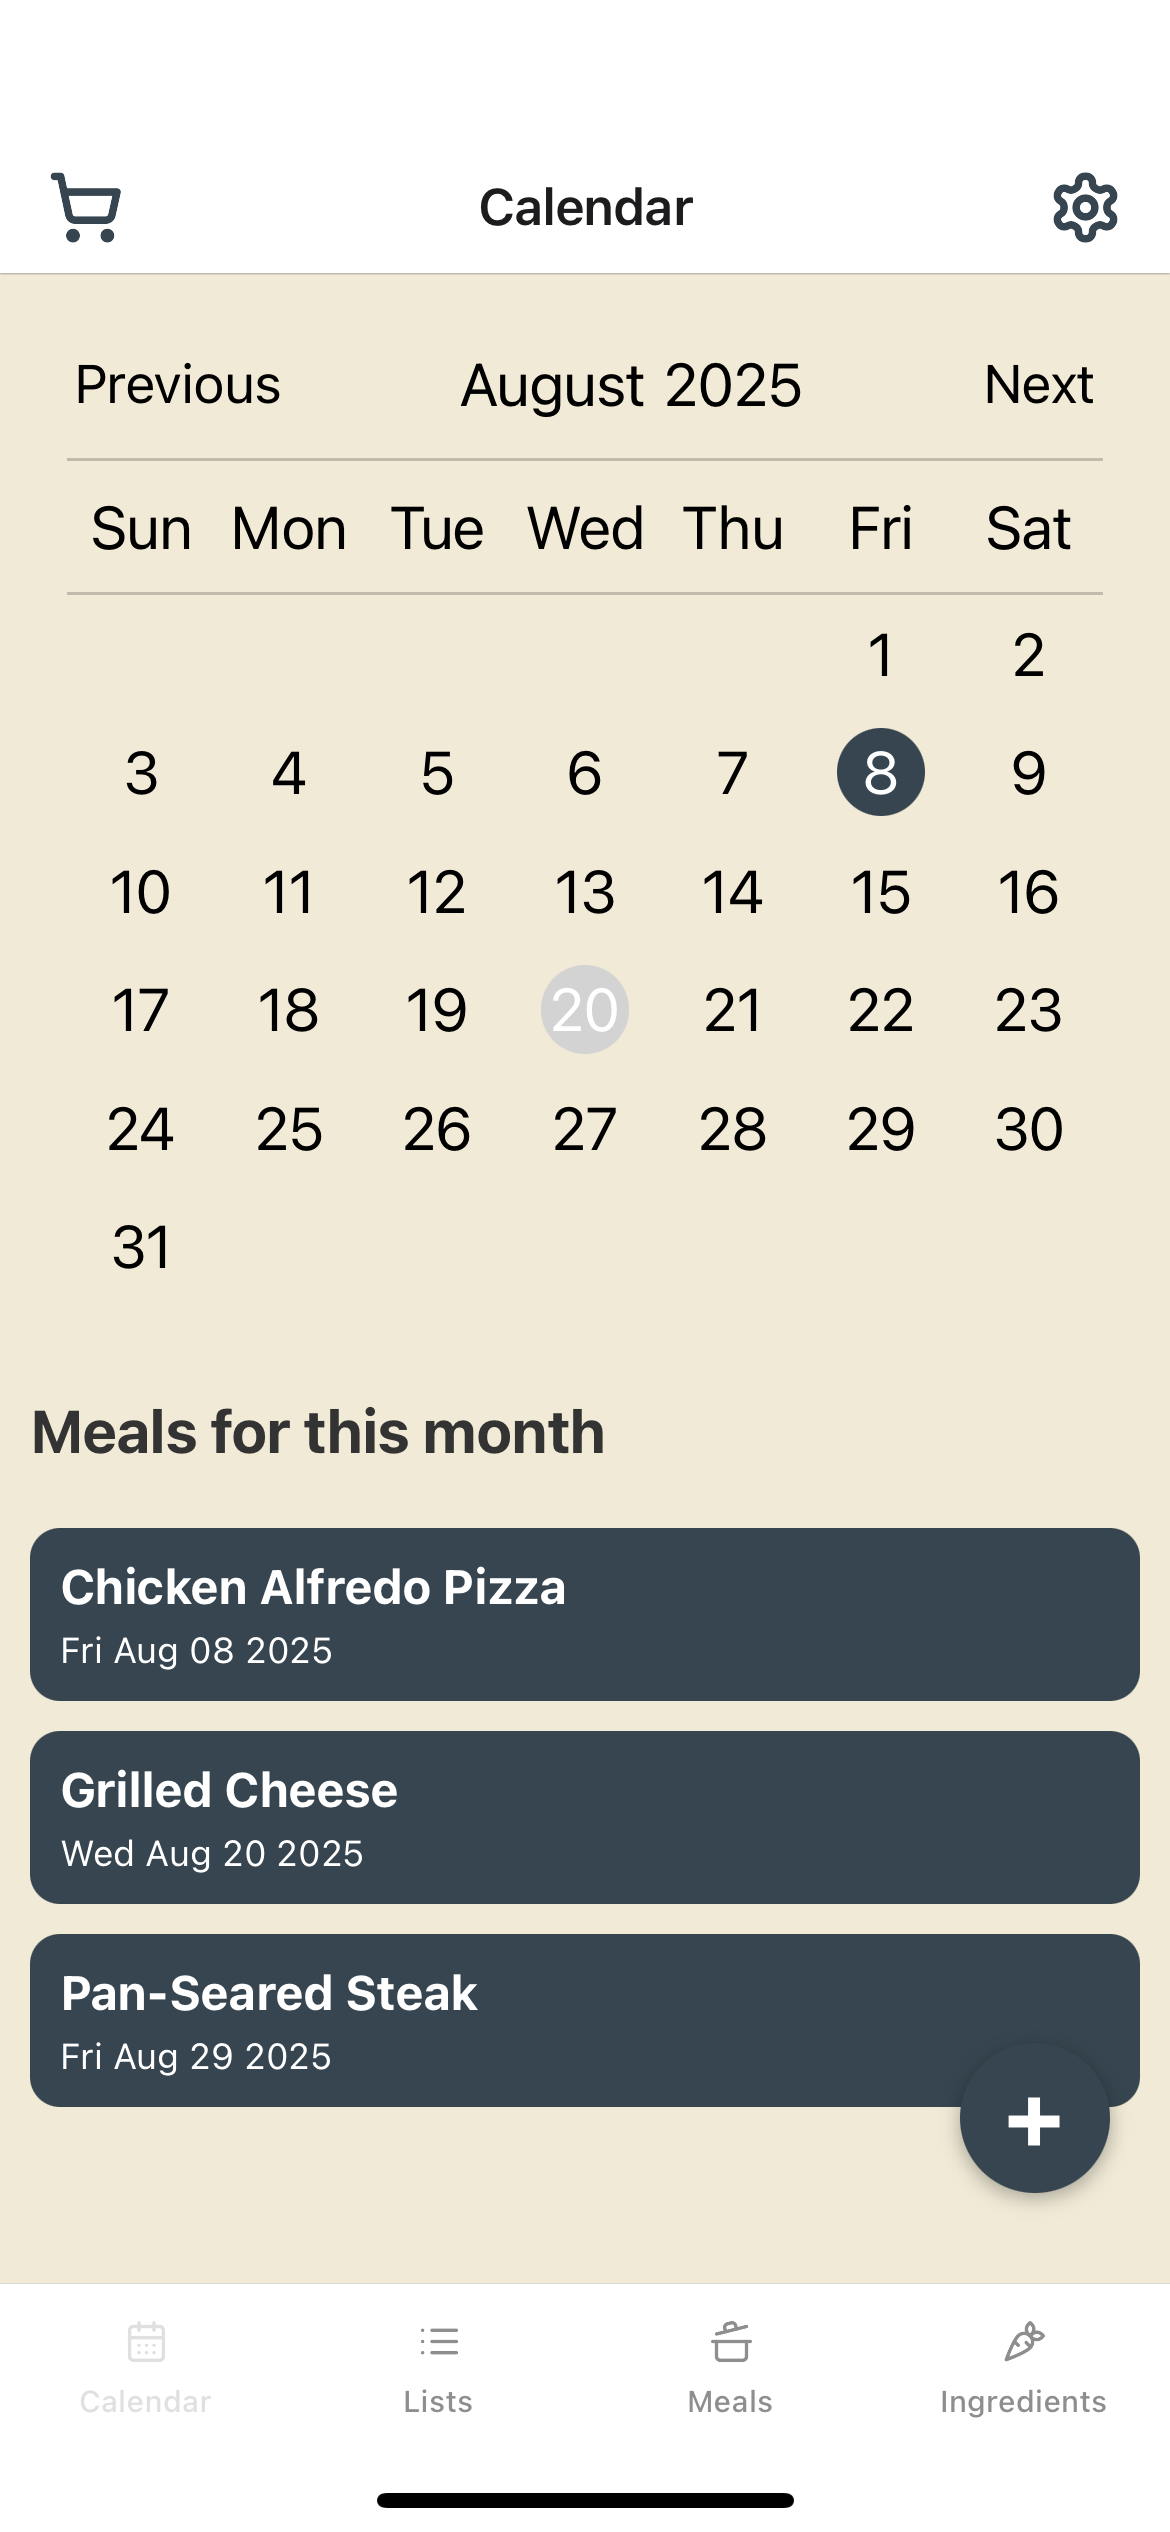 Calendar
Previous August 2025 Next
Sun Mon Tue Wed Thu Fri Sat
1 2
3 4 5 6 7 8 9
10 11 12 13 14 15 16
17 18 19 20 21 22 23
24 25 26 27 28 29 30
31
Meals for this month
Chicken Alfredo Pizza
Fri Aug 08 2025
Grilled Cheese
Wed Aug 20 2025
Pan-Seared Steak
Fri Aug 29 2025
+
Calendar Lists Meals Ingredients